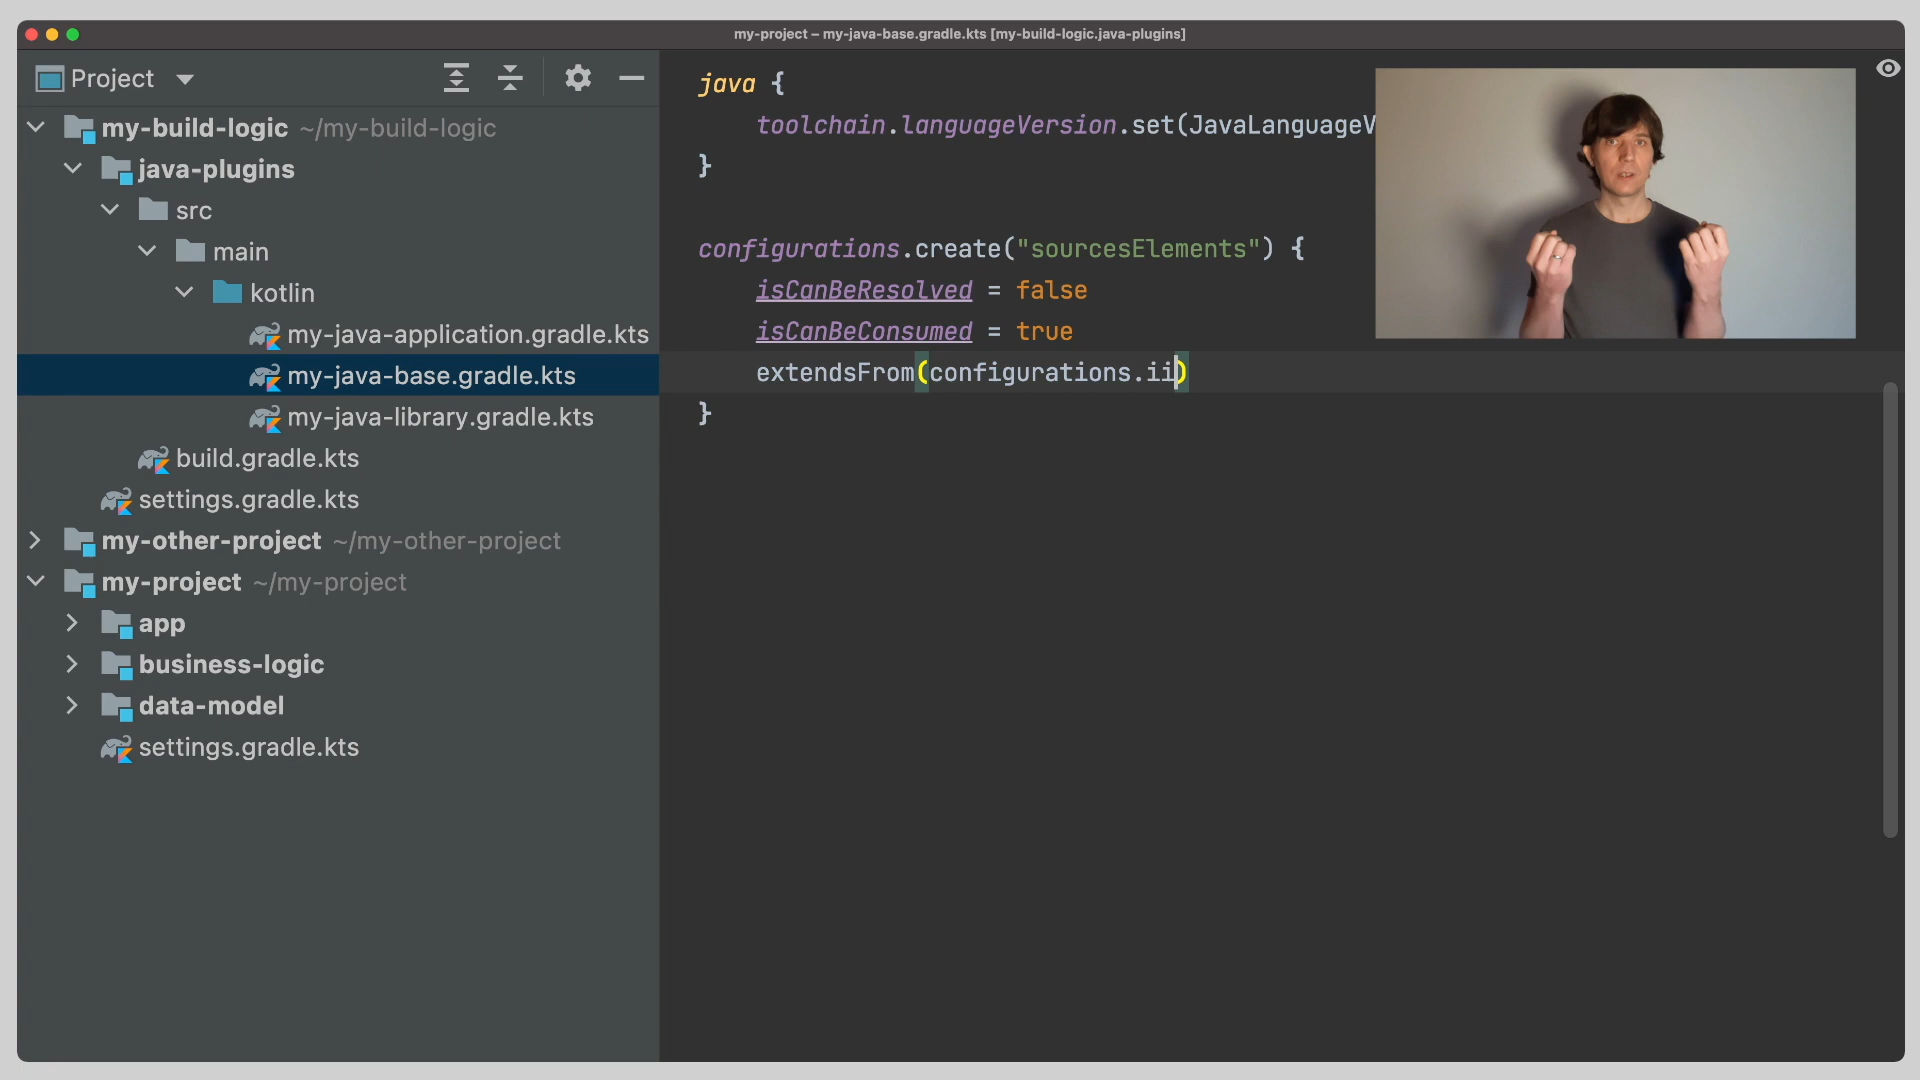 my-project – my-java-base.gradle.kts [my-build-logic.java-plugins]
Project
my-build-logic ~/my-build-logic
java-plugins
src
main
kotlin
my-java-application.gradle.kts
my-java-base.gradle.kts
my-java-library.gradle.kts
build.gradle.kts
settings.gradle.kts
my-other-project ~/my-other-project
my-project ~/my-project
app
business-logic
data-model
settings.gradle.kts
java {
toolchain.languageVersion.set(JavaLanguageV
}
configurations.create("sourcesElements") {
isCanBeResolved = false
isCanBeConsumed = true
extendsFrom(configurations.ii)
}